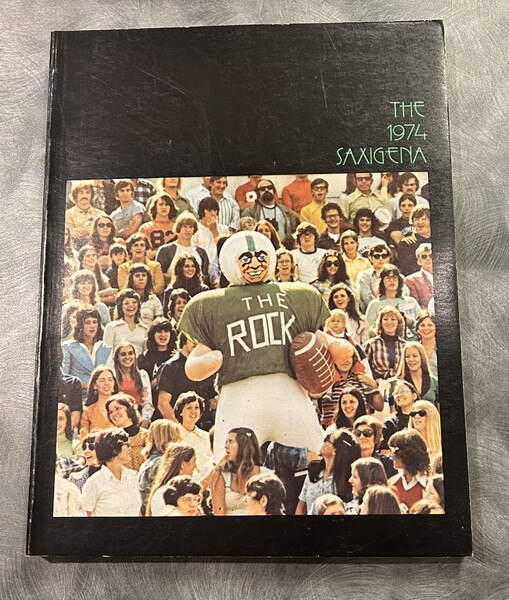 THE
1974
SAXIGENA
THE
ROCK